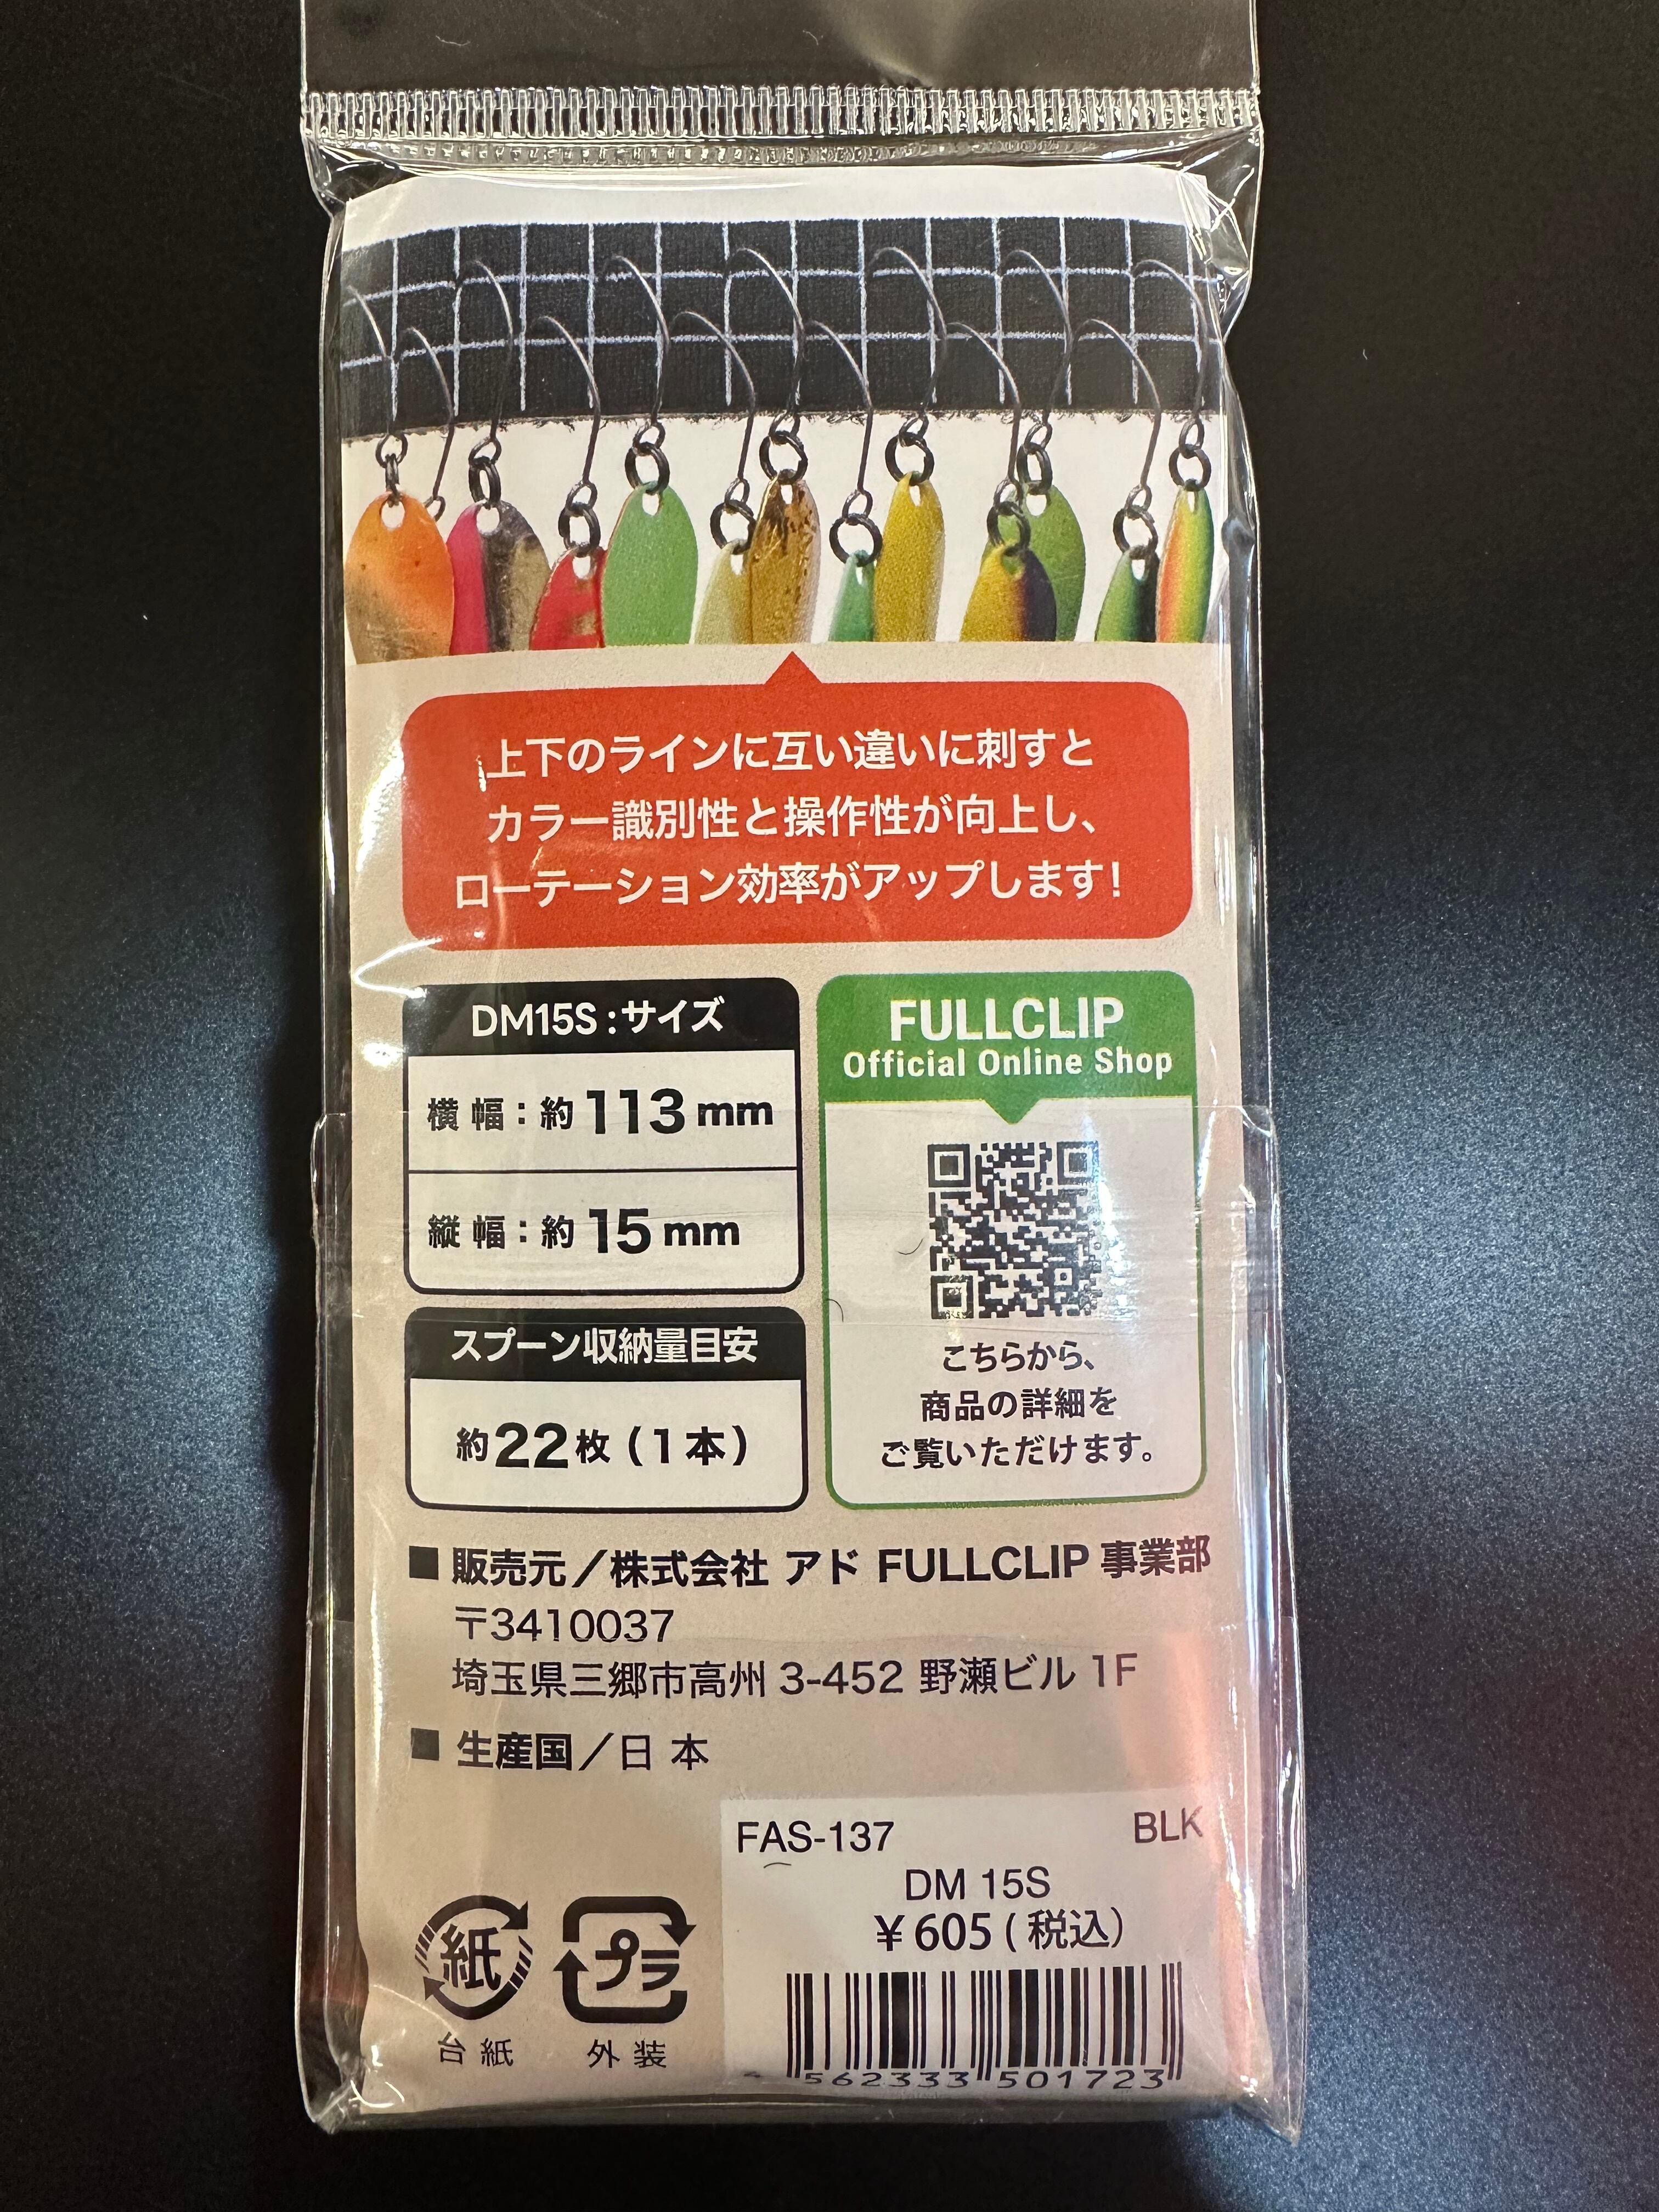 上下のラインに互い違いに刺すと
カラー識別性と操作性が向上し、
ローテーション効率がアップします!
DM15S:サイズ
横幅:約113mm
縦幅:約15mm
スプーン収納量目安
約22枚(1本)
FULLCLIP
Official Online Shop
こちらから、
商品の詳細を
ご覧いただけます。
■ 販売元/株式会社 アド FULLCLIP 事業部
〒3410037
埼玉県三郷市高州 3-452 野瀬ビル 1F
■ 生産国/日本
紙
台紙
プラ
外装
FAS-137 BLK
DM 15S
¥605(税込)
4 562333 501723